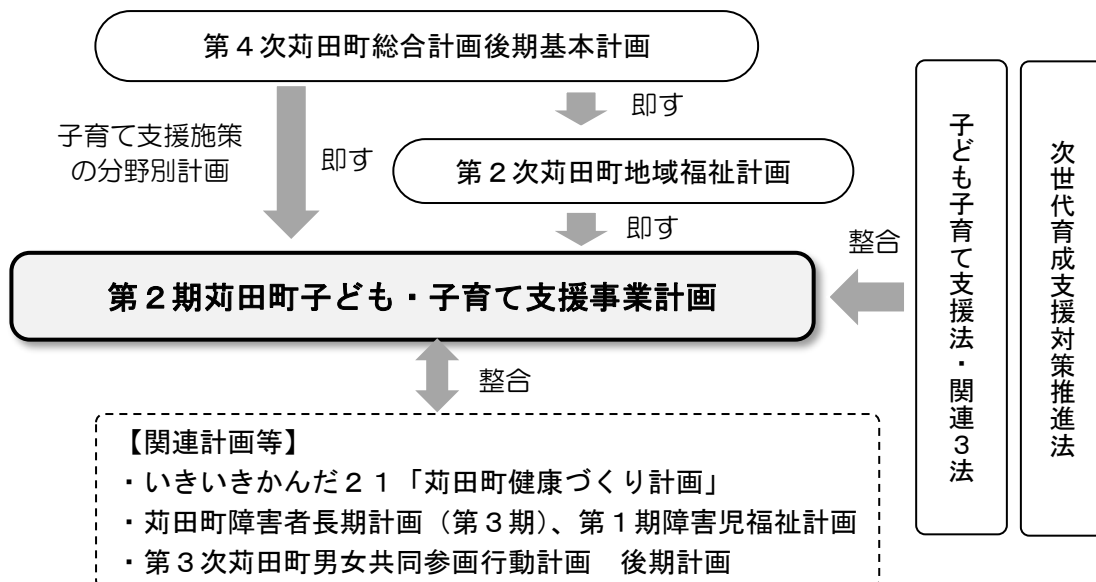 第４次苅田町総合計画後期基本計画
即す
子育て支援施策
の分野別計画
即す
第２次苅田町地域福祉計画
即す
整合
第２期苅田町子ども・子育て支援事業計画
子ども子育て支援法・関連３法
次世代育成支援対策推進法
整合
【関連計画等】
・いきいきかんだ２１「苅田町健康づくり計画」
・苅田町障害者長期計画（第３期）、第１期障害児福祉計画
・第３次苅田町男女共同参画行動計画　後期計画